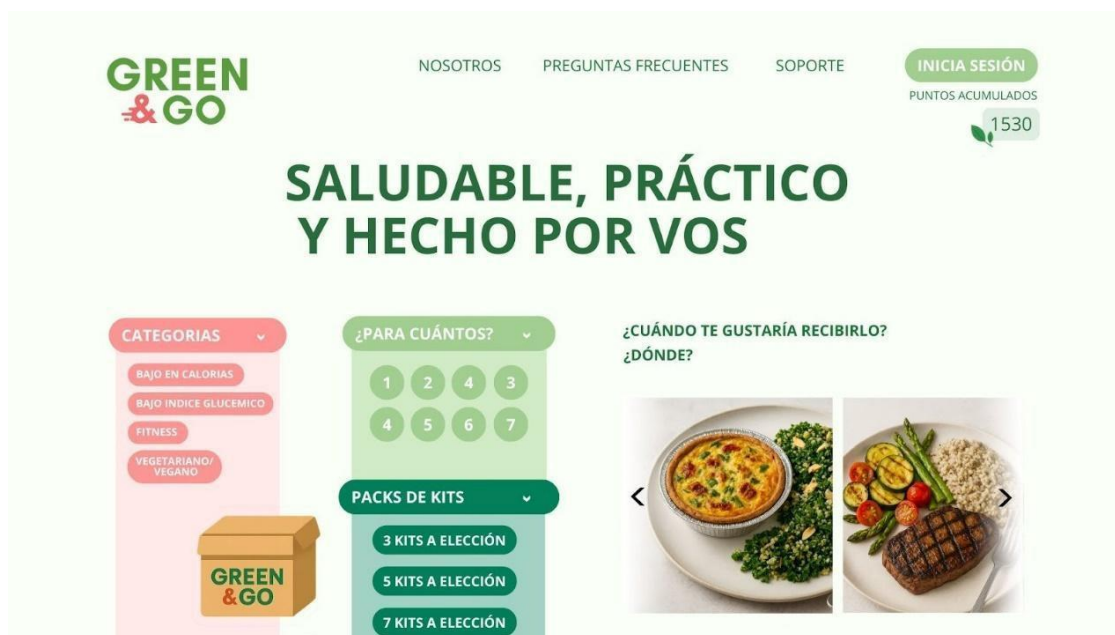 GREEN
& GO
NOSOTROS
PREGUNTAS FRECUENTES
SOPORTE
INICIA SESIÓN
PUNTOS ACUMULADOS
1530
SALUDABLE, PRÁCTICO
Y HECHO POR VOS
CATEGORIAS
BAJO EN CALORIAS
BAJO INDICE GLUCEMICO
FITNESS
VEGETARIANO/
VEGANO
GREEN
&GO
¿PARA CUÁNTOS?
1 2 4 3
4 5 6 7
PACKS DE KITS
3 KITS A ELECCIÓN
5 KITS A ELECCIÓN
7 KITS A ELECCIÓN
¿CUÁNDO TE GUSTARÍA RECIBIRLO?
¿DÓNDE?